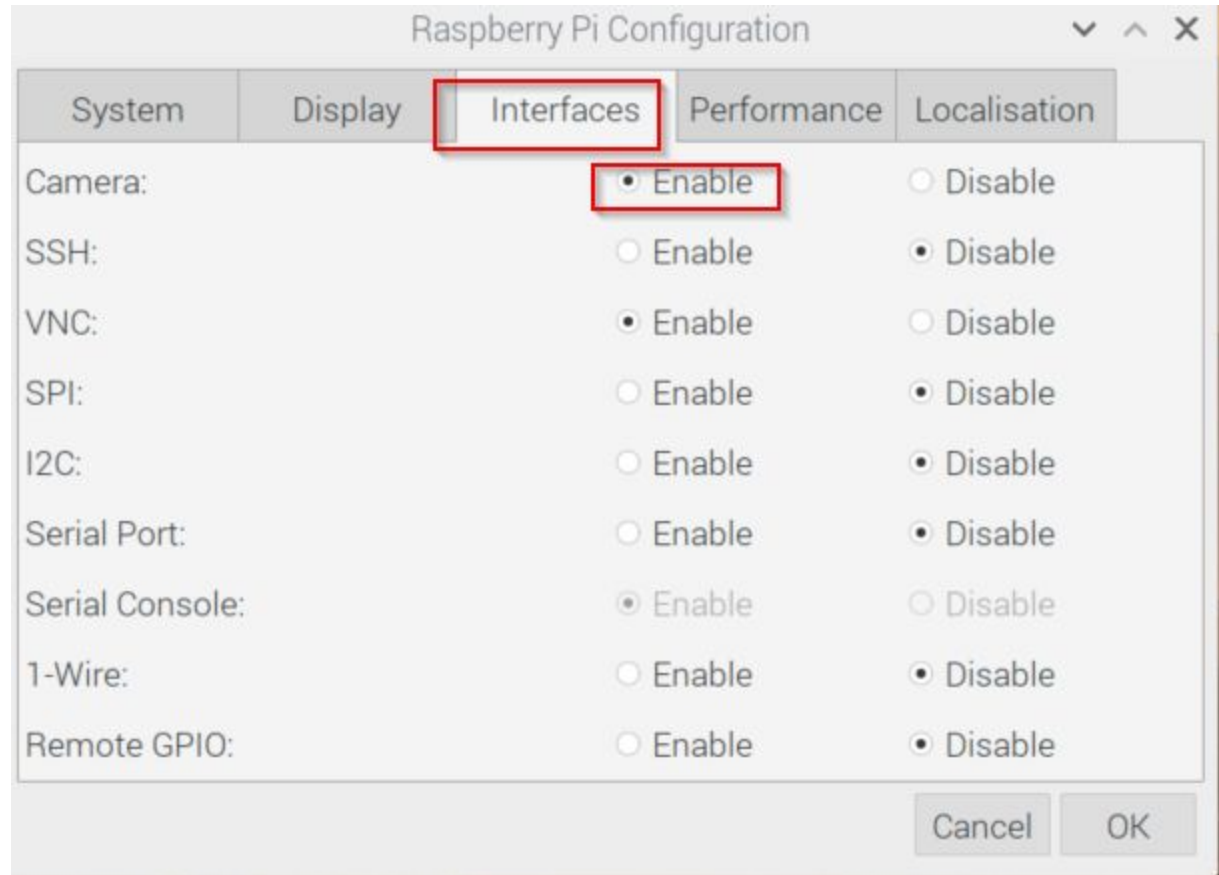 Raspberry Pi Configuration
System Display Interfaces Performance Localisation
Camera: Enable Disable
SSH: Enable Disable
VNC: Enable Disable
SPI: Enable Disable
I2C: Enable Disable
Serial Port: Enable Disable
Serial Console: Enable Disable
1-Wire: Enable Disable
Remote GPIO: Enable Disable
Cancel OK